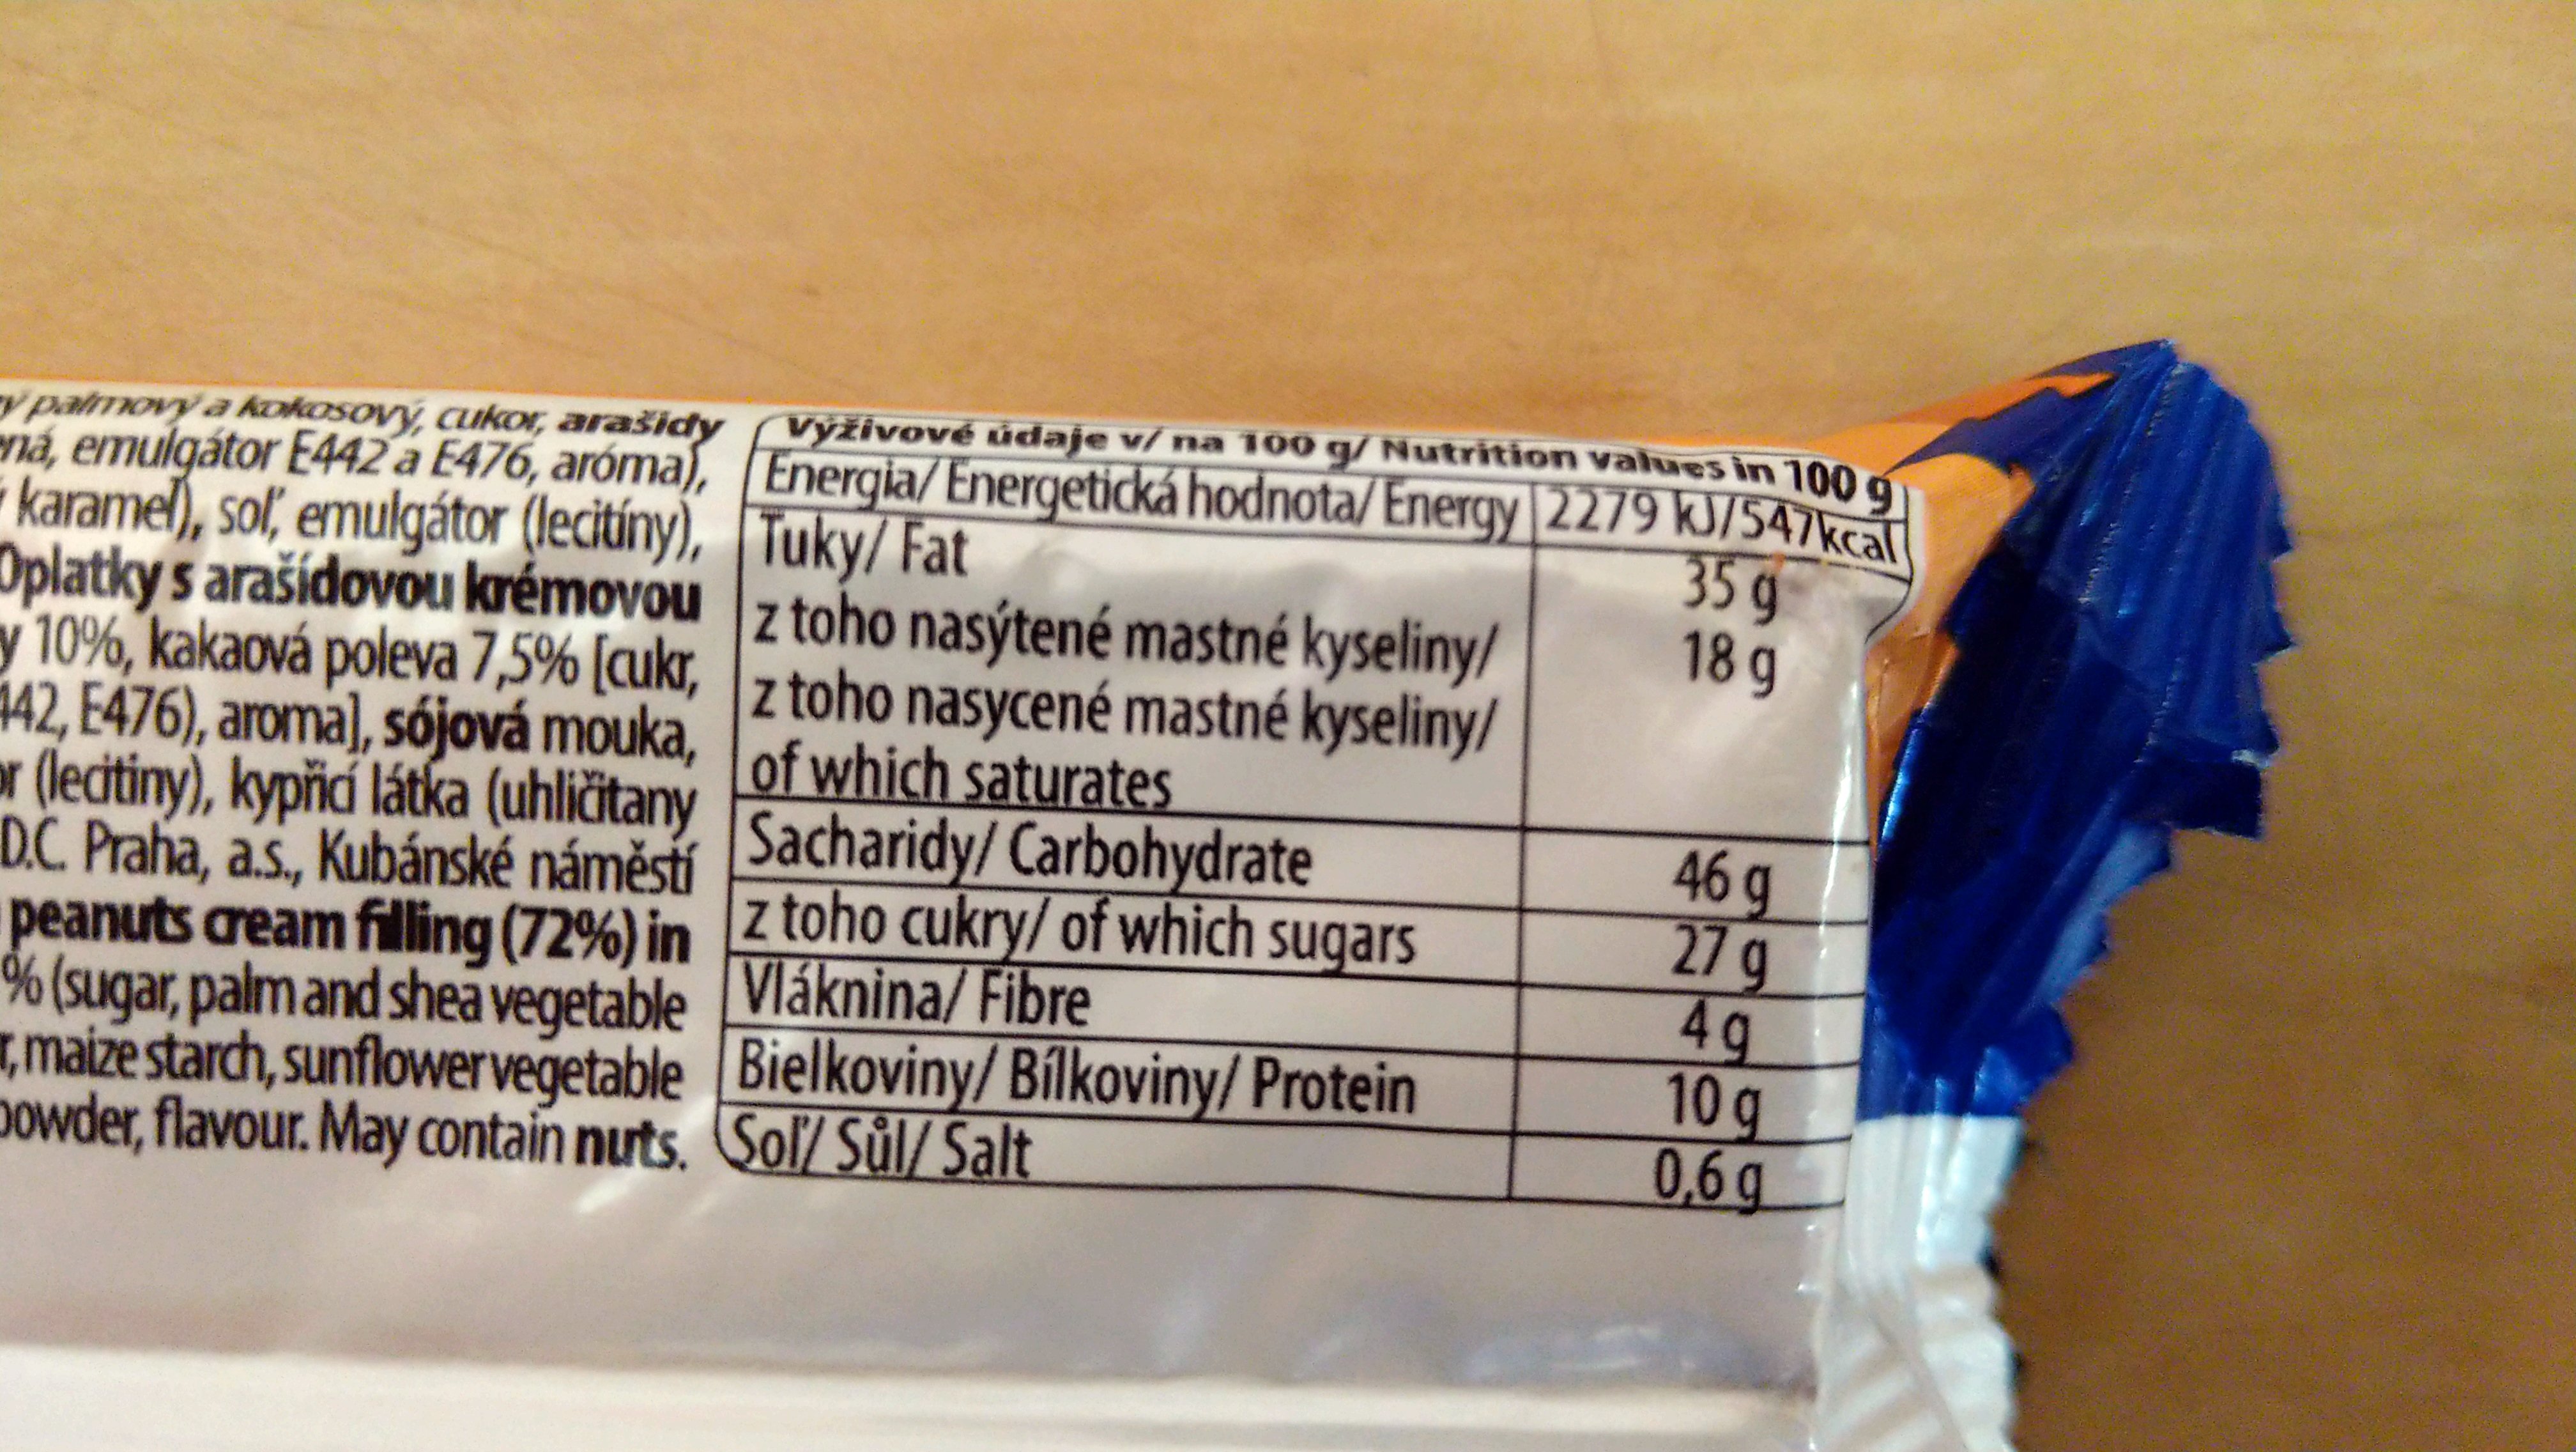 palmový a kokosový, cukor, arašidy
ená, emulgátor E442 a E476, aróma),
karamel), soľ, emulgátor (lecitíny),
Oplatky s arašídovou krémovou
y 10%, kakaová poleva 7,5% [cukr,
442, E476), aroma], sójová mouka,
or (lecitiny), kypřicí látka (uhličitany
D.C. Praha, a.s., Kubánské náměstí
peanuts cream filling (72%) in
% (sugar, palm and shea vegetable
r, maize starch, sunflower vegetable
powder, flavour. May contain nuts.
Výživové údaje v/ na 100 g/ Nutrition values in 100 g
Energia/ Energetická hodnota/ Energy 2279 kJ/547kcal
Tuky/ Fat 35 g
z toho nasýtené mastné kyseliny/ 18 g
z toho nasycené mastné kyseliny/
of which saturates
Sacharidy/ Carbohydrate 46 g
z toho cukry/ of which sugars 27 g
Vláknina/ Fibre 4 g
Bielkoviny/ Bílkoviny/ Protein 10 g
Soľ/ Sůl/ Salt 0,6 g